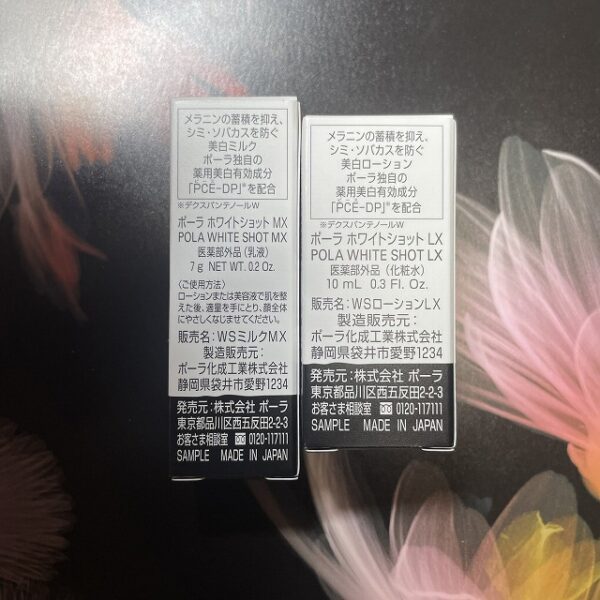 メラニンの蓄積を抑え、
シミ・ソバカスを防ぐ
美白ミルク
ポーラ独自の
薬用美白有効成分
「PCE-DP」※を配合
※デクスパンテノールW
ポーラ ホワイトショット MX
POLA WHITE SHOT MX
医薬部外品（乳液）
7 g NET WT. 0.2 Oz.
〈ご使用方法〉
ローションまたは美容液で肌を整
えた後、適量を手にとり、顔全体
にやさしくなじませてください。
販売名：WSミルクMX
製造販売元：
ポーラ化成工業株式会社
静岡県袋井市愛野1234
発売元：株式会社 ポーラ
東京都品川区西五反田2-2-3
お客さま相談室 0120-117111
SAMPLE MADE IN JAPAN
メラニンの蓄積を抑え、
シミ・ソバカスを防ぐ
美白ローション
ポーラ独自の
薬用美白有効成分
「PCE-DP」※を配合
※デクスパンテノールW
ポーラ ホワイトショット LX
POLA WHITE SHOT LX
医薬部外品（化粧水）
10 mL 0.3 Fl. Oz.
販売名：WSローションLX
製造販売元：
ポーラ化成工業株式会社
静岡県袋井市愛野1234
発売元：株式会社 ポーラ
東京都品川区西五反田2-2-3
お客さま相談室 0120-117111
SAMPLE MADE IN JAPAN